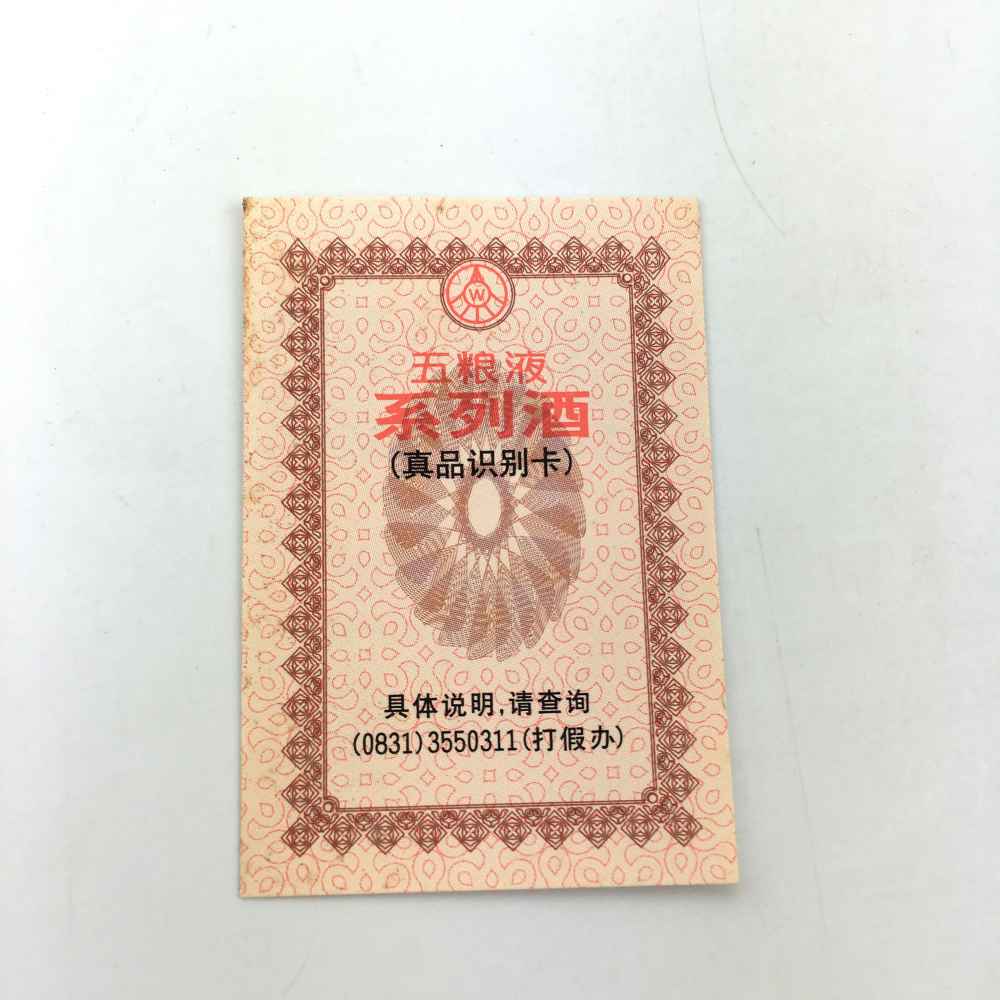 W
五粮液
系列酒
(真品识别卡)
具体说明,请查询
(0831)3550311(打假办)